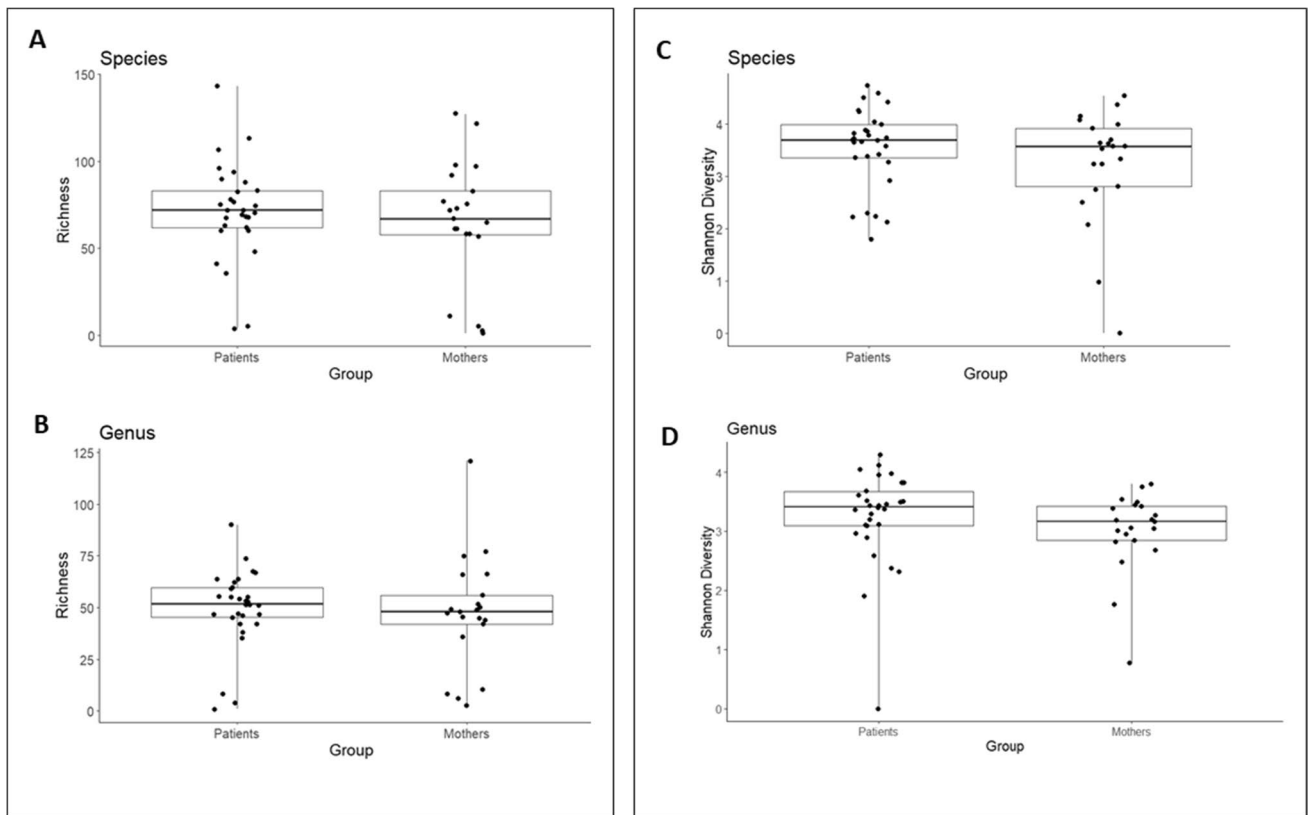 A
Species
150
100
50
0
Richness
Patients Mothers
Group
B
Genus
125
100
75
50
25
0
Richness
Patients Mothers
Group
C
Species
4
3
2
1
0
Shannon Diversity
Patients Mothers
Group
D
Genus
4
3
2
1
0
Shannon Diversity
Patients Mothers
Group